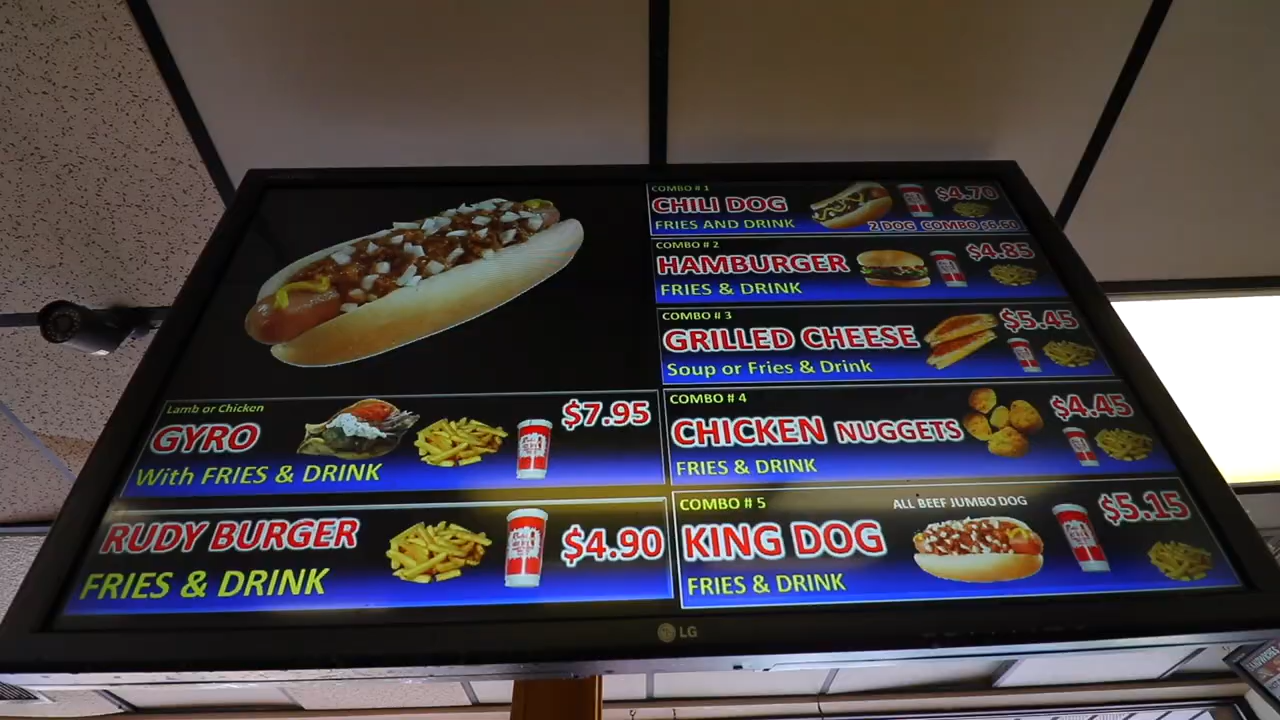 Lamb or Chicken
GYRO
With FRIES & DRINK
$7.95
RUDY BURGER
FRIES & DRINK
$4.90
COMBO # 1
CHILI DOG
FRIES AND DRINK
$4.70
2 DOG COMBO $6.60
COMBO # 2
HAMBURGER
FRIES & DRINK
$4.85
COMBO # 3
GRILLED CHEESE
Soup or Fries & Drink
$5.45
COMBO # 4
CHICKEN NUGGETS
FRIES & DRINK
$4.45
COMBO # 5
KING DOG
FRIES & DRINK
ALL BEEF JUMBO DOG
$5.15
LG